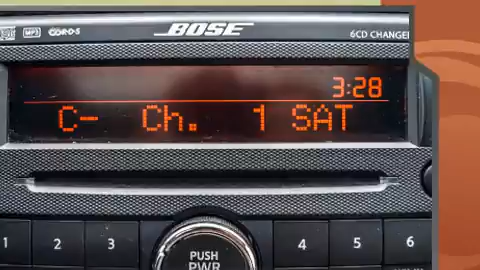 MP3 C·O·R·D·S BOSE 6CD CHANGER
3:28
C- Ch. 1 SAT
1 2 3 4 5 6
PUSH
PWR